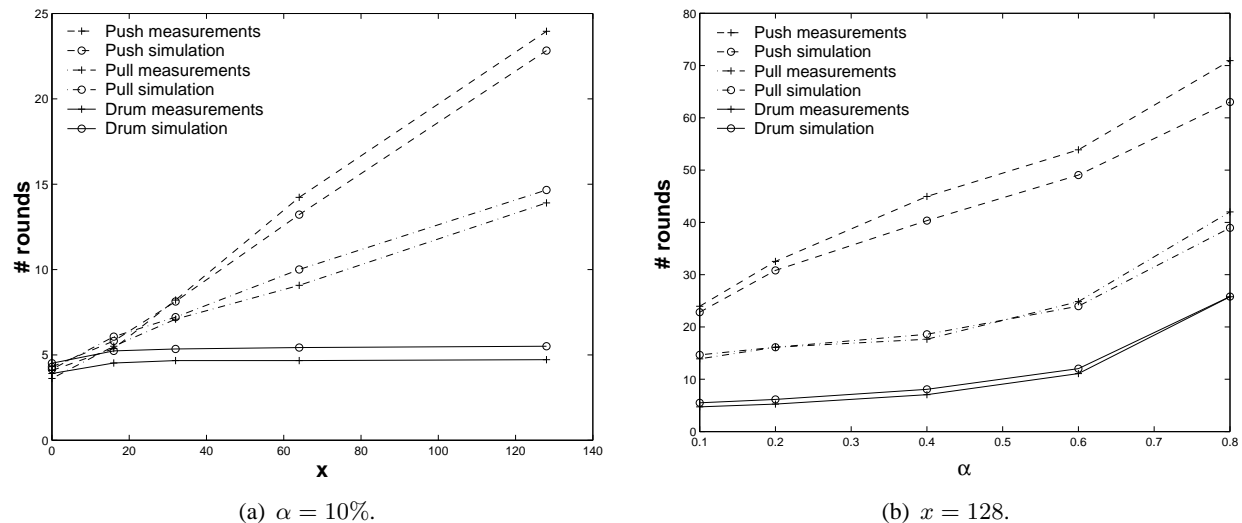 25
20
15
10
5
0
# rounds
0 20 40 60 80 100 120 140
x
Push measurements
Push simulation
Pull measurements
Pull simulation
Drum measurements
Drum simulation
(a) α = 10%.
80
70
60
50
40
30
20
10
0
# rounds
0.1 0.2 0.3 0.4 0.5 0.6 0.7 0.8
α
Push measurements
Push simulation
Pull measurements
Pull simulation
Drum measurements
Drum simulation
(b) x = 128.